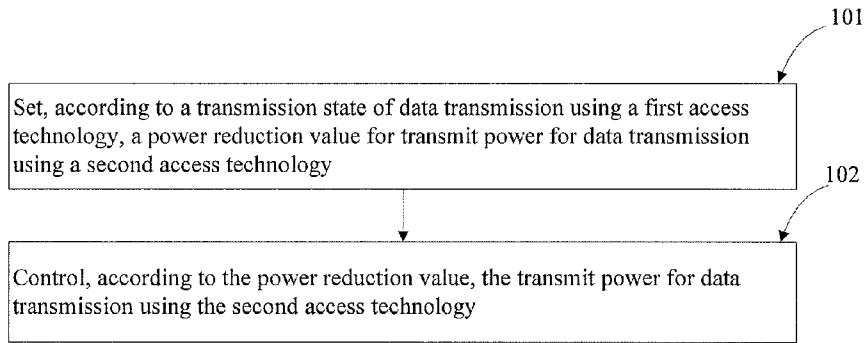 101
Set, according to a transmission state of data transmission using a first access
technology, a power reduction value for transmit power for data transmission
using a second access technology
102
Control, according to the power reduction value, the transmit power for data
transmission using the second access technology